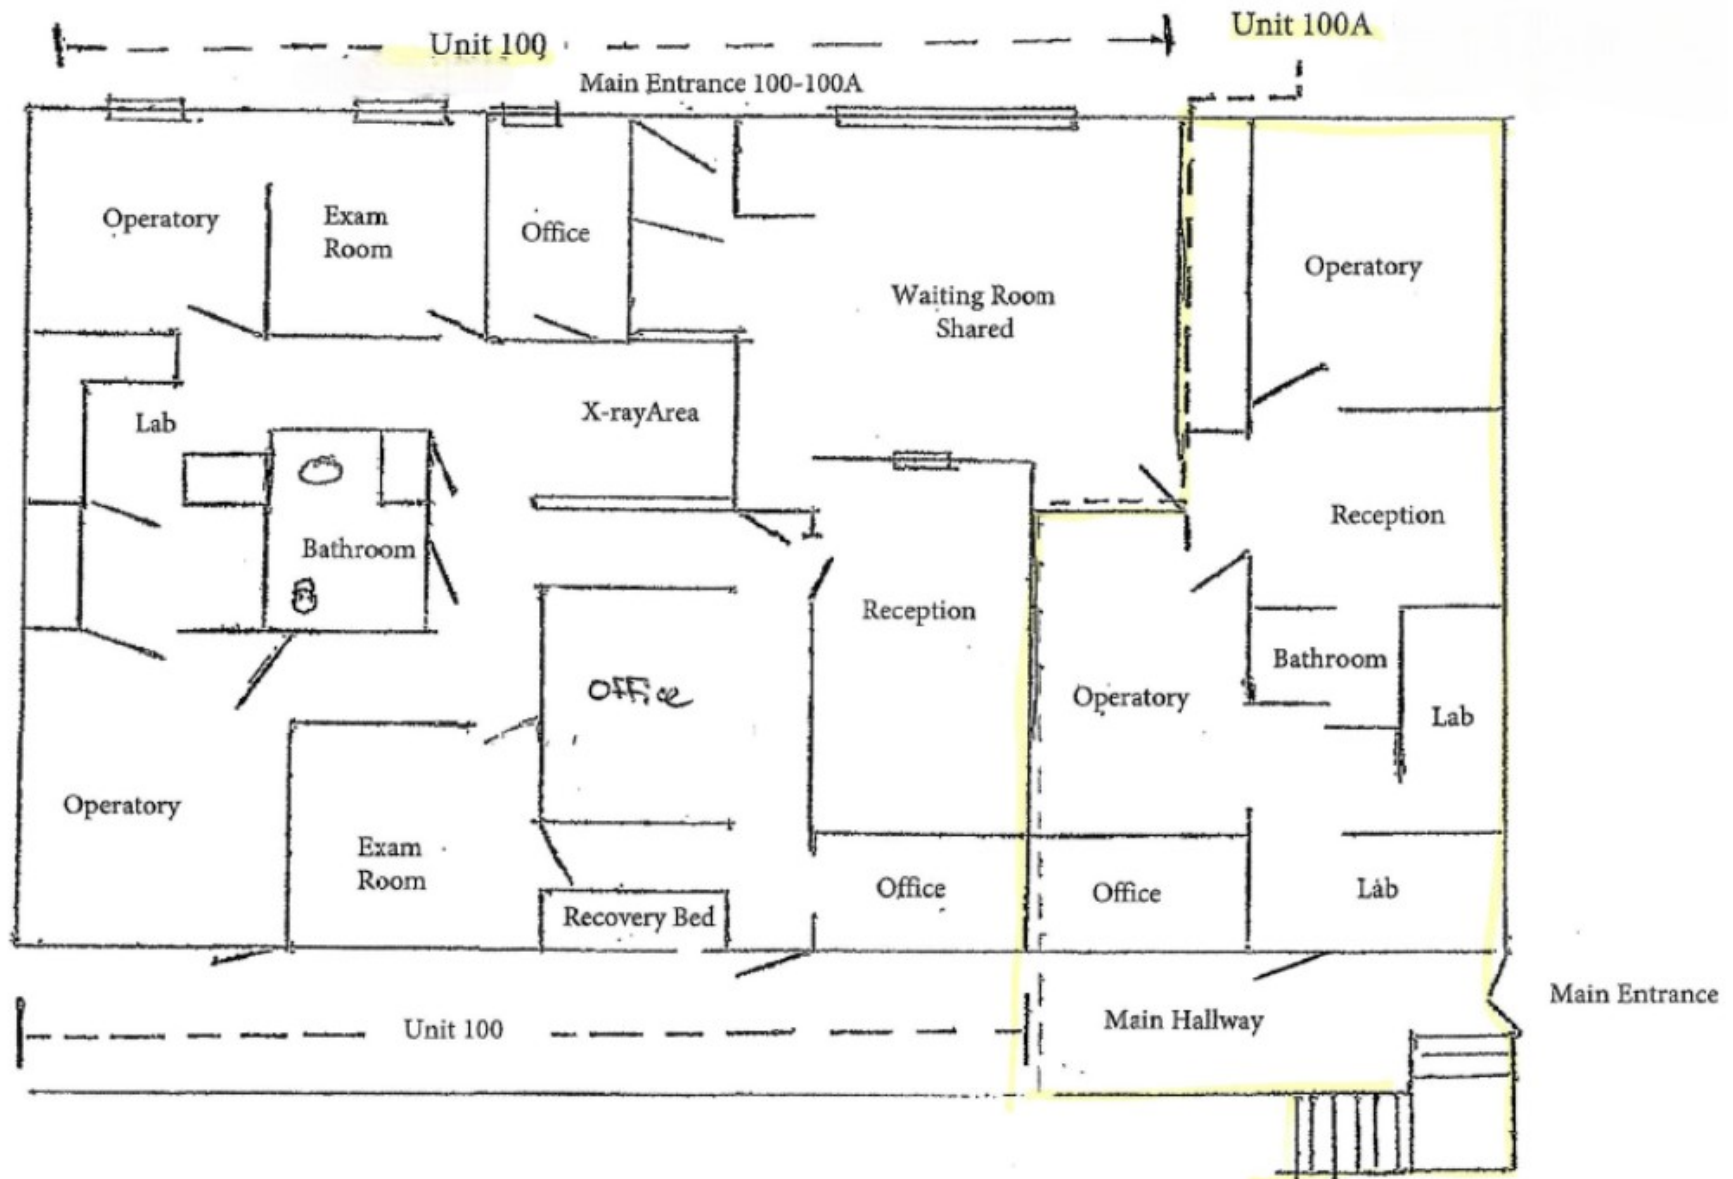 Unit 100
Unit 100A
Main Entrance 100-100A
Operatory
Exam
Room
Office
Operatory
Waiting Room
Shared
Lab
X-rayArea
Reception
Bathroom
Reception
Bathroom
Office
Operatory
Lab
Operatory
Exam
Room
Office
Office
Lab
Recovery Bed
Main Entrance
Unit 100
Main Hallway